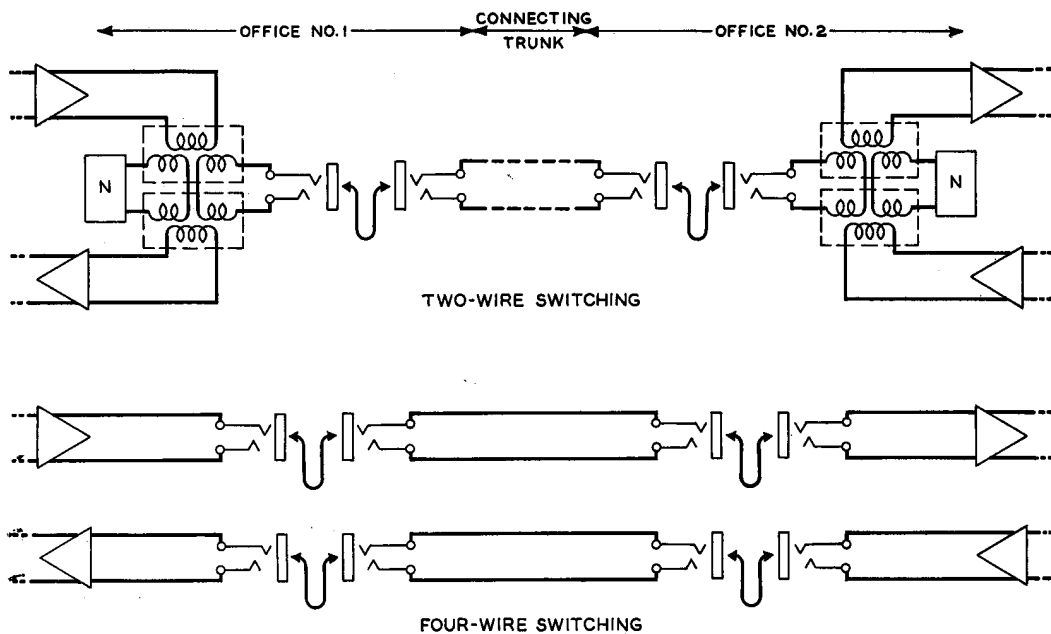 OFFICE NO.1
CONNECTING
TRUNK
OFFICE NO.2
N
N
TWO-WIRE SWITCHING
FOUR-WIRE SWITCHING